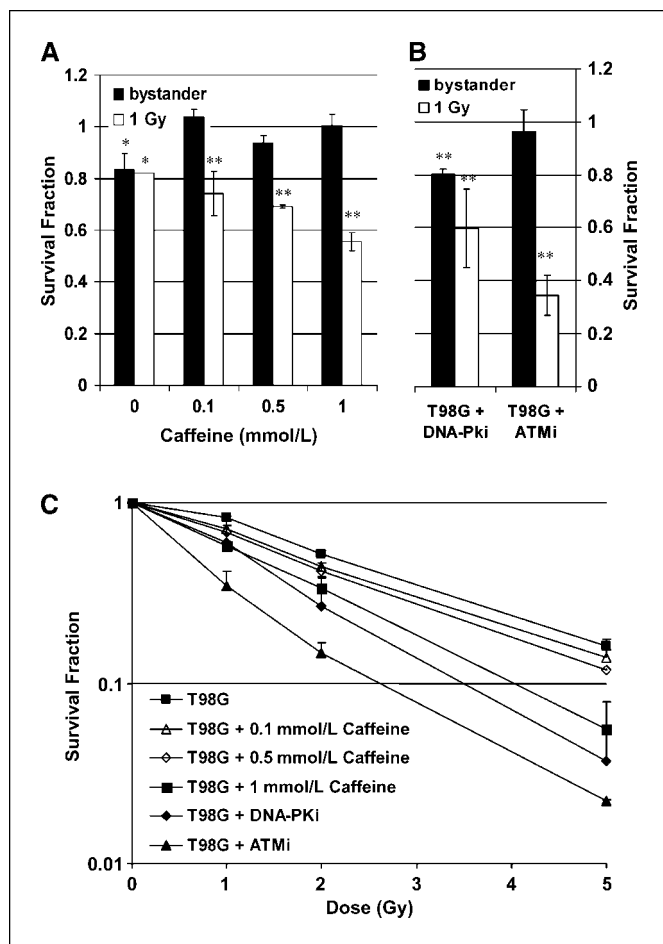 A
B
1.2
1
0.8
0.6
0.4
0.2
0
Survival Fraction
bystander
1 Gy
*
*
**
**
**
0
0.1
0.5
1
Caffeine (mmol/L)
bystander
1 Gy
**
**
**
1.2
1
0.8
0.6
0.4
0.2
0
Survival Fraction
T98G +
DNA-Pki
T98G +
ATMi
C
1
0.1
0.01
Survival Fraction
T98G
T98G + 0.1 mmol/L Caffeine
T98G + 0.5 mmol/L Caffeine
T98G + 1 mmol/L Caffeine
T98G + DNA-PKi
T98G + ATMi
0
1
2
3
4
5
Dose (Gy)